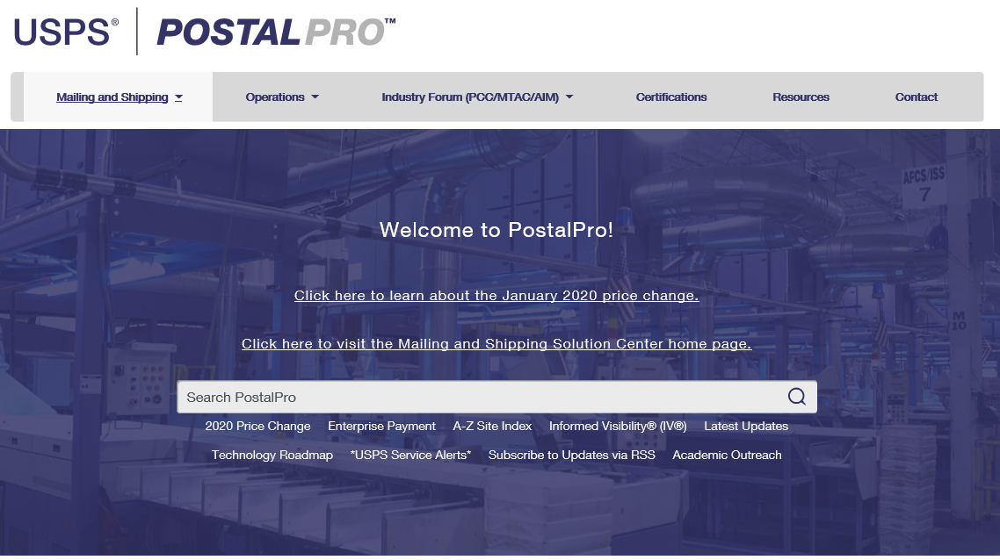 USPS® POSTALPRO™
Mailing and Shipping Operations Industry Forum (PCC/MTAC/AIM) Certifications Resources Contact
AFCS/ISS
7
Welcome to PostalPro!
Click here to learn about the January 2020 price change.
M
10
Click here to visit the Mailing and Shipping Solution Center home page.
Search PostalPro
2020 Price Change Enterprise Payment A-Z Site Index Informed Visibility® (IV®) Latest Updates
Technology Roadmap *USPS Service Alerts* Subscribe to Updates via RSS Academic Outreach